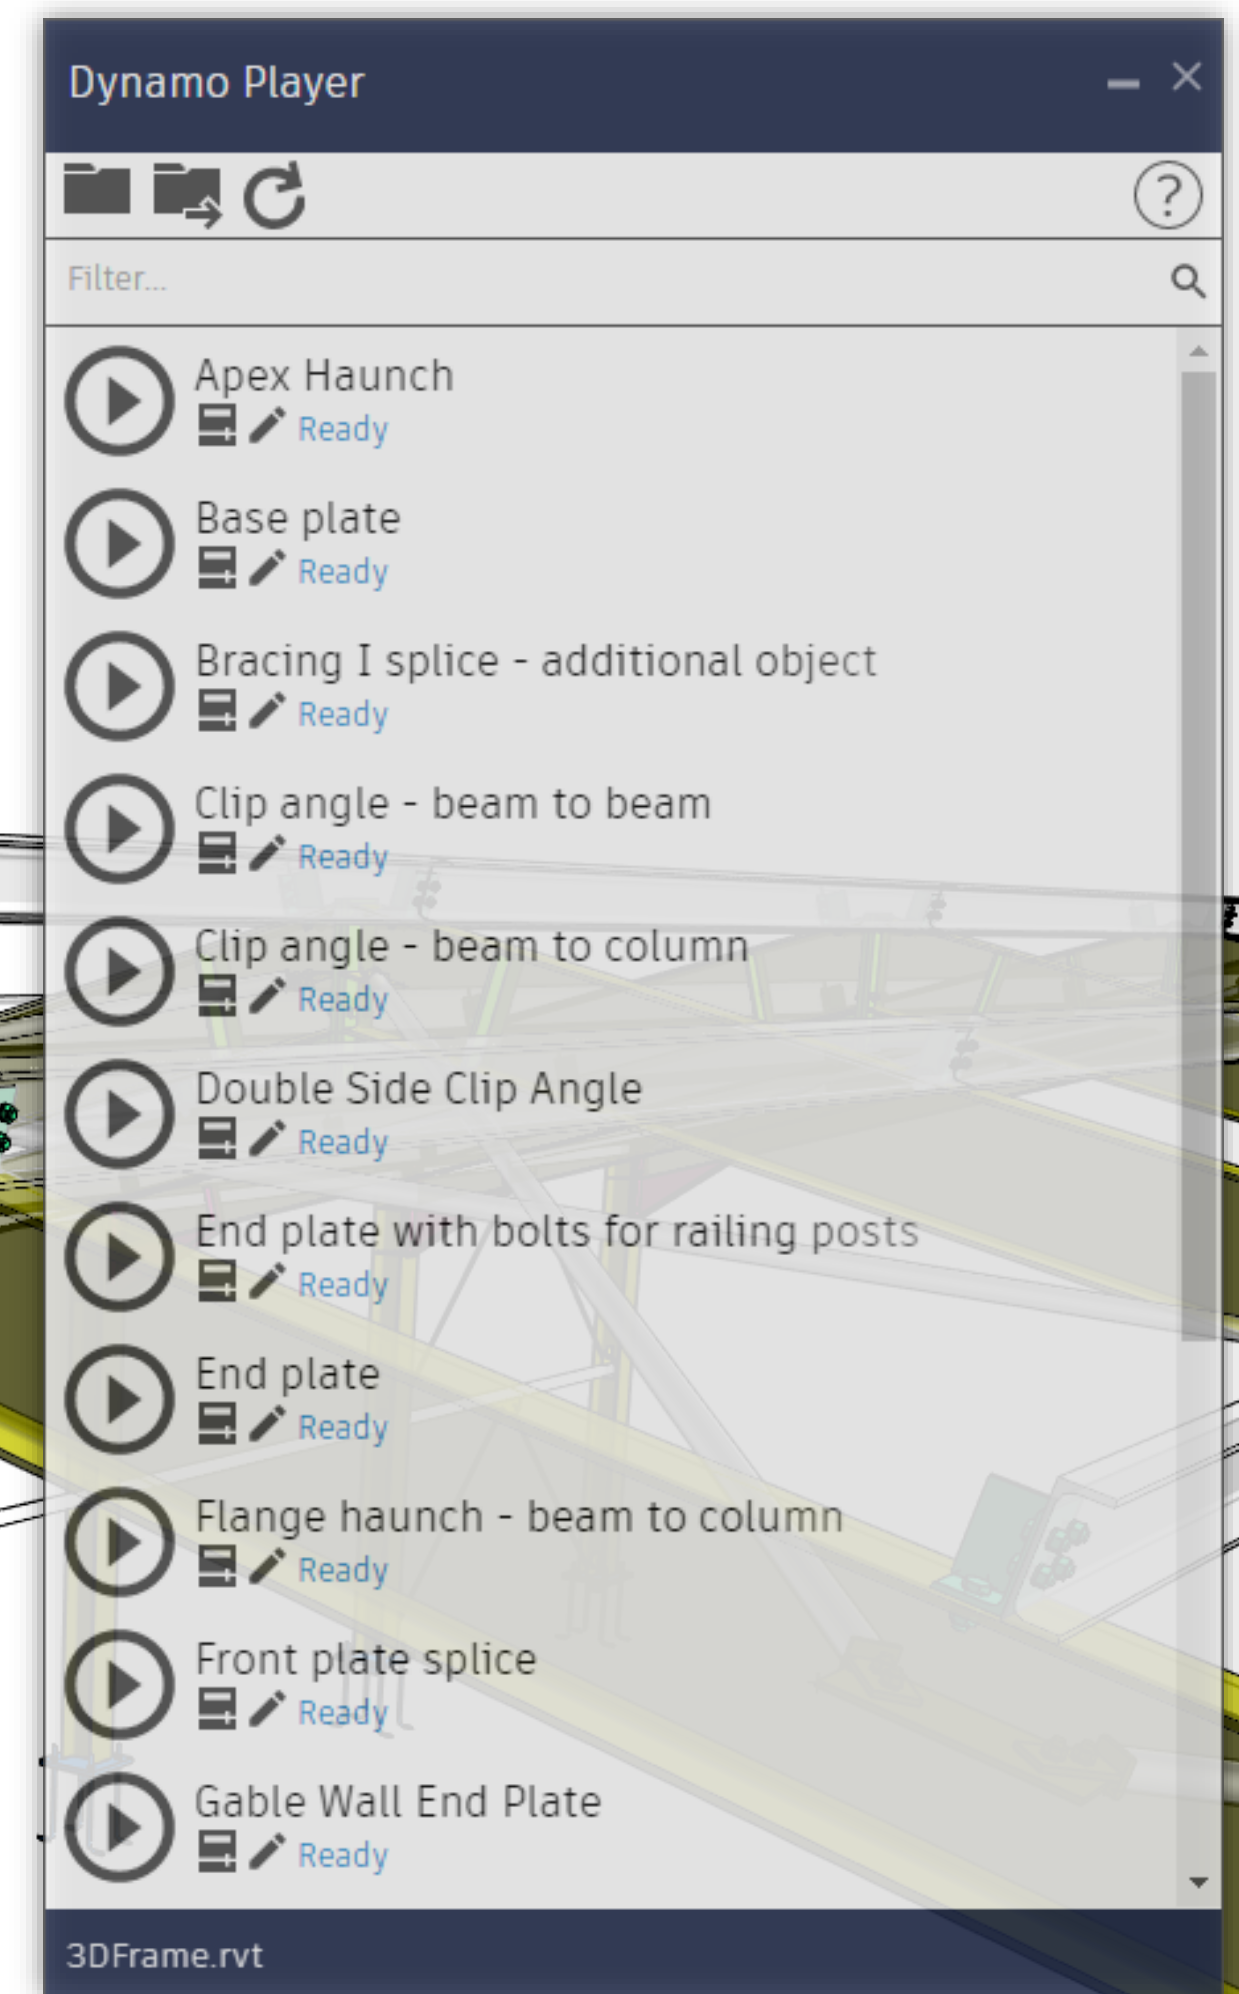 Dynamo Player
Filter...
Apex Haunch
Ready
Base plate
Ready
Bracing I splice - additional object
Ready
Clip angle - beam to beam
Ready
Clip angle - beam to column
Ready
Double Side Clip Angle
Ready
End plate with bolts for railing posts
Ready
End plate
Ready
Flange haunch - beam to column
Ready
Front plate splice
Ready
Gable Wall End Plate
Ready
3DFrame.rvt